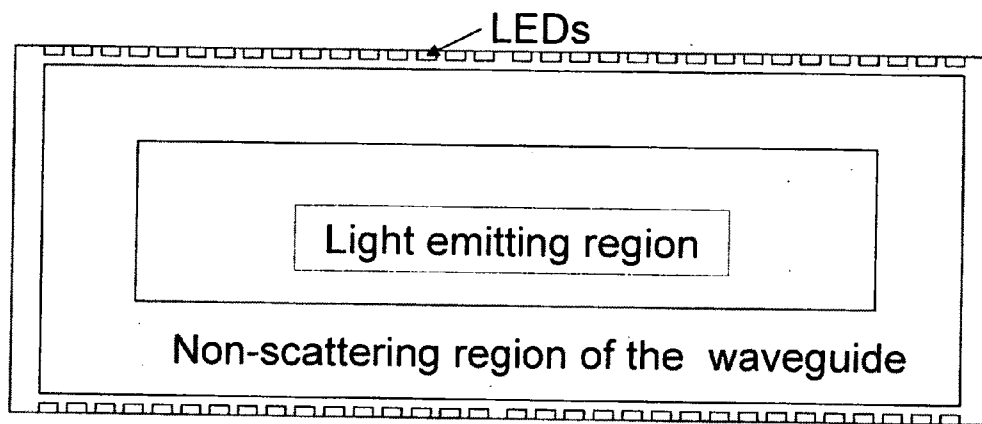 LEDs
Light emitting region
Non-scattering region of the waveguide